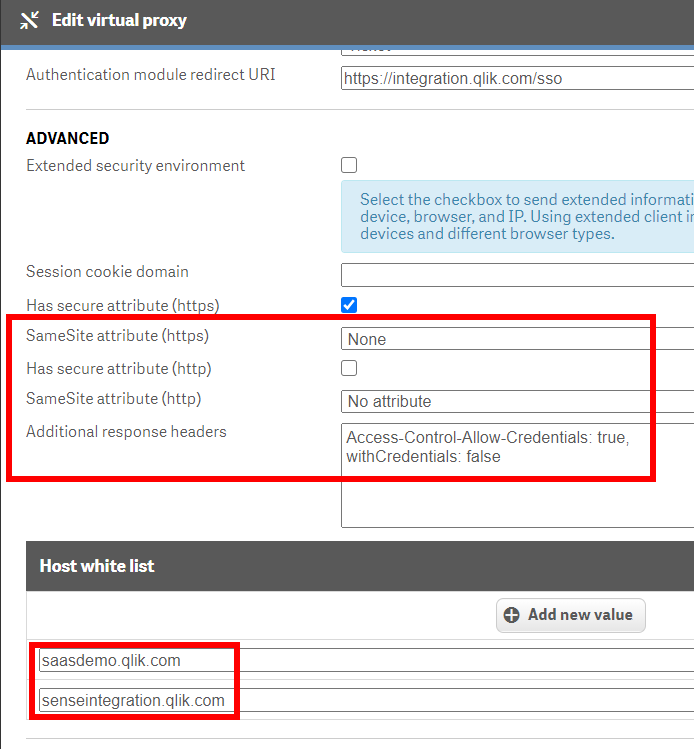 Edit virtual proxy
Authentication module redirect URI
https://integration.qlik.com/sso
ADVANCED
Extended security environment
Select the checkbox to send extended informati
device, browser, and IP. Using extended client in
devices and different browser types.
Session cookie domain
Has secure attribute (https)
SameSite attribute (https)
None
Has secure attribute (http)
SameSite attribute (http)
No attribute
Additional response headers
Access-Control-Allow-Credentials: true,
withCredentials: false
Host white list
Add new value
saasdemo.qlik.com
senseintegration.qlik.com